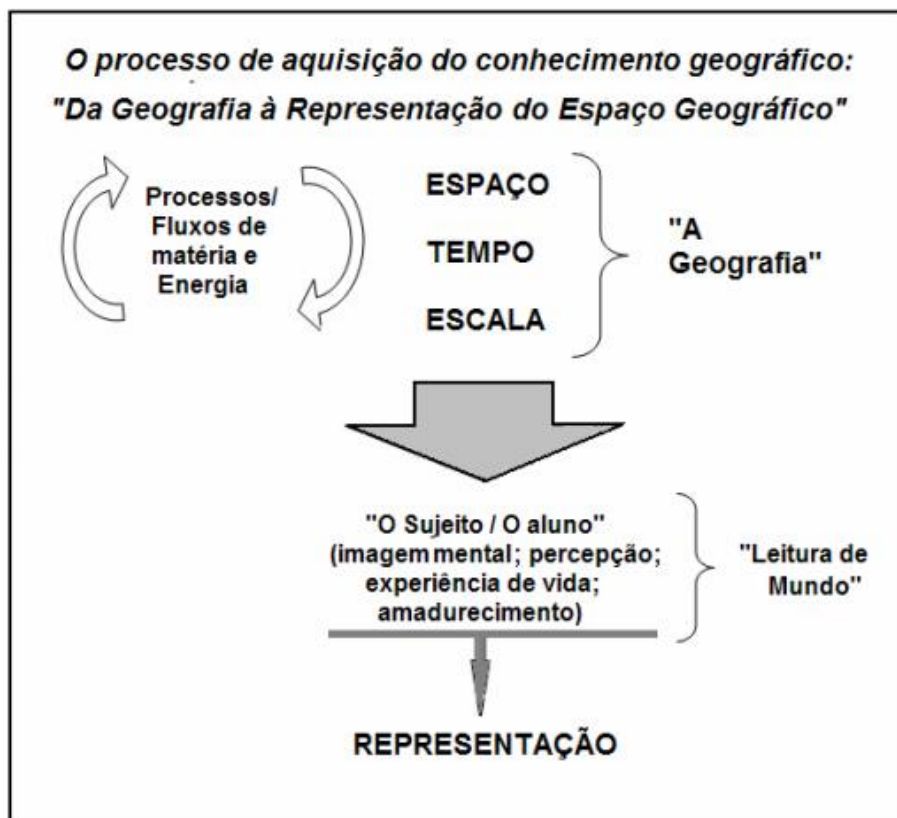 O processo de aquisição do conhecimento geográfico:
"Da Geografia à Representação do Espaço Geográfico"
Processos/
Fluxos de
matéria e
Energia
ESPAÇO
TEMPO
ESCALA
"A
Geografia"
"O Sujeito / O aluno"
(imagem mental; percepção;
experiência de vida;
amadurecimento)
"Leitura de
Mundo"
REPRESENTAÇÃO